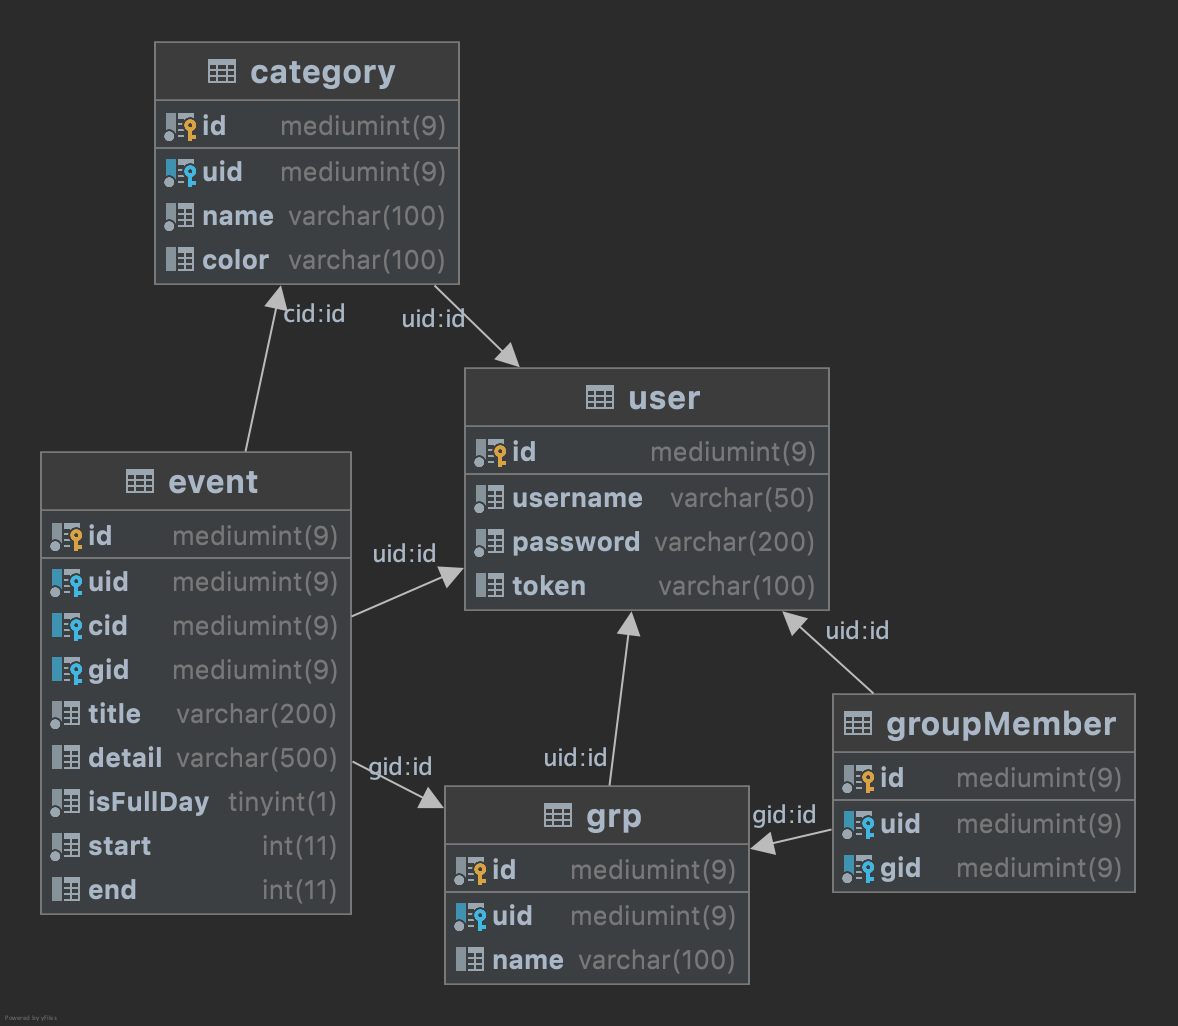 category
id mediumint(9)
uid mediumint(9)
name varchar(100)
color varchar(100)
cid:id
uid:id
user
id mediumint(9)
username varchar(50)
password varchar(200)
token varchar(100)
event
id mediumint(9)
uid mediumint(9)
cid mediumint(9)
gid mediumint(9)
title varchar(200)
detail varchar(500)
isFullDay tinyint(1)
start int(11)
end int(11)
uid:id
uid:id
gid:id
uid:id
groupMember
id mediumint(9)
uid mediumint(9)
gid mediumint(9)
gid:id
grp
id mediumint(9)
uid mediumint(9)
name varchar(100)
Powered by yFiles